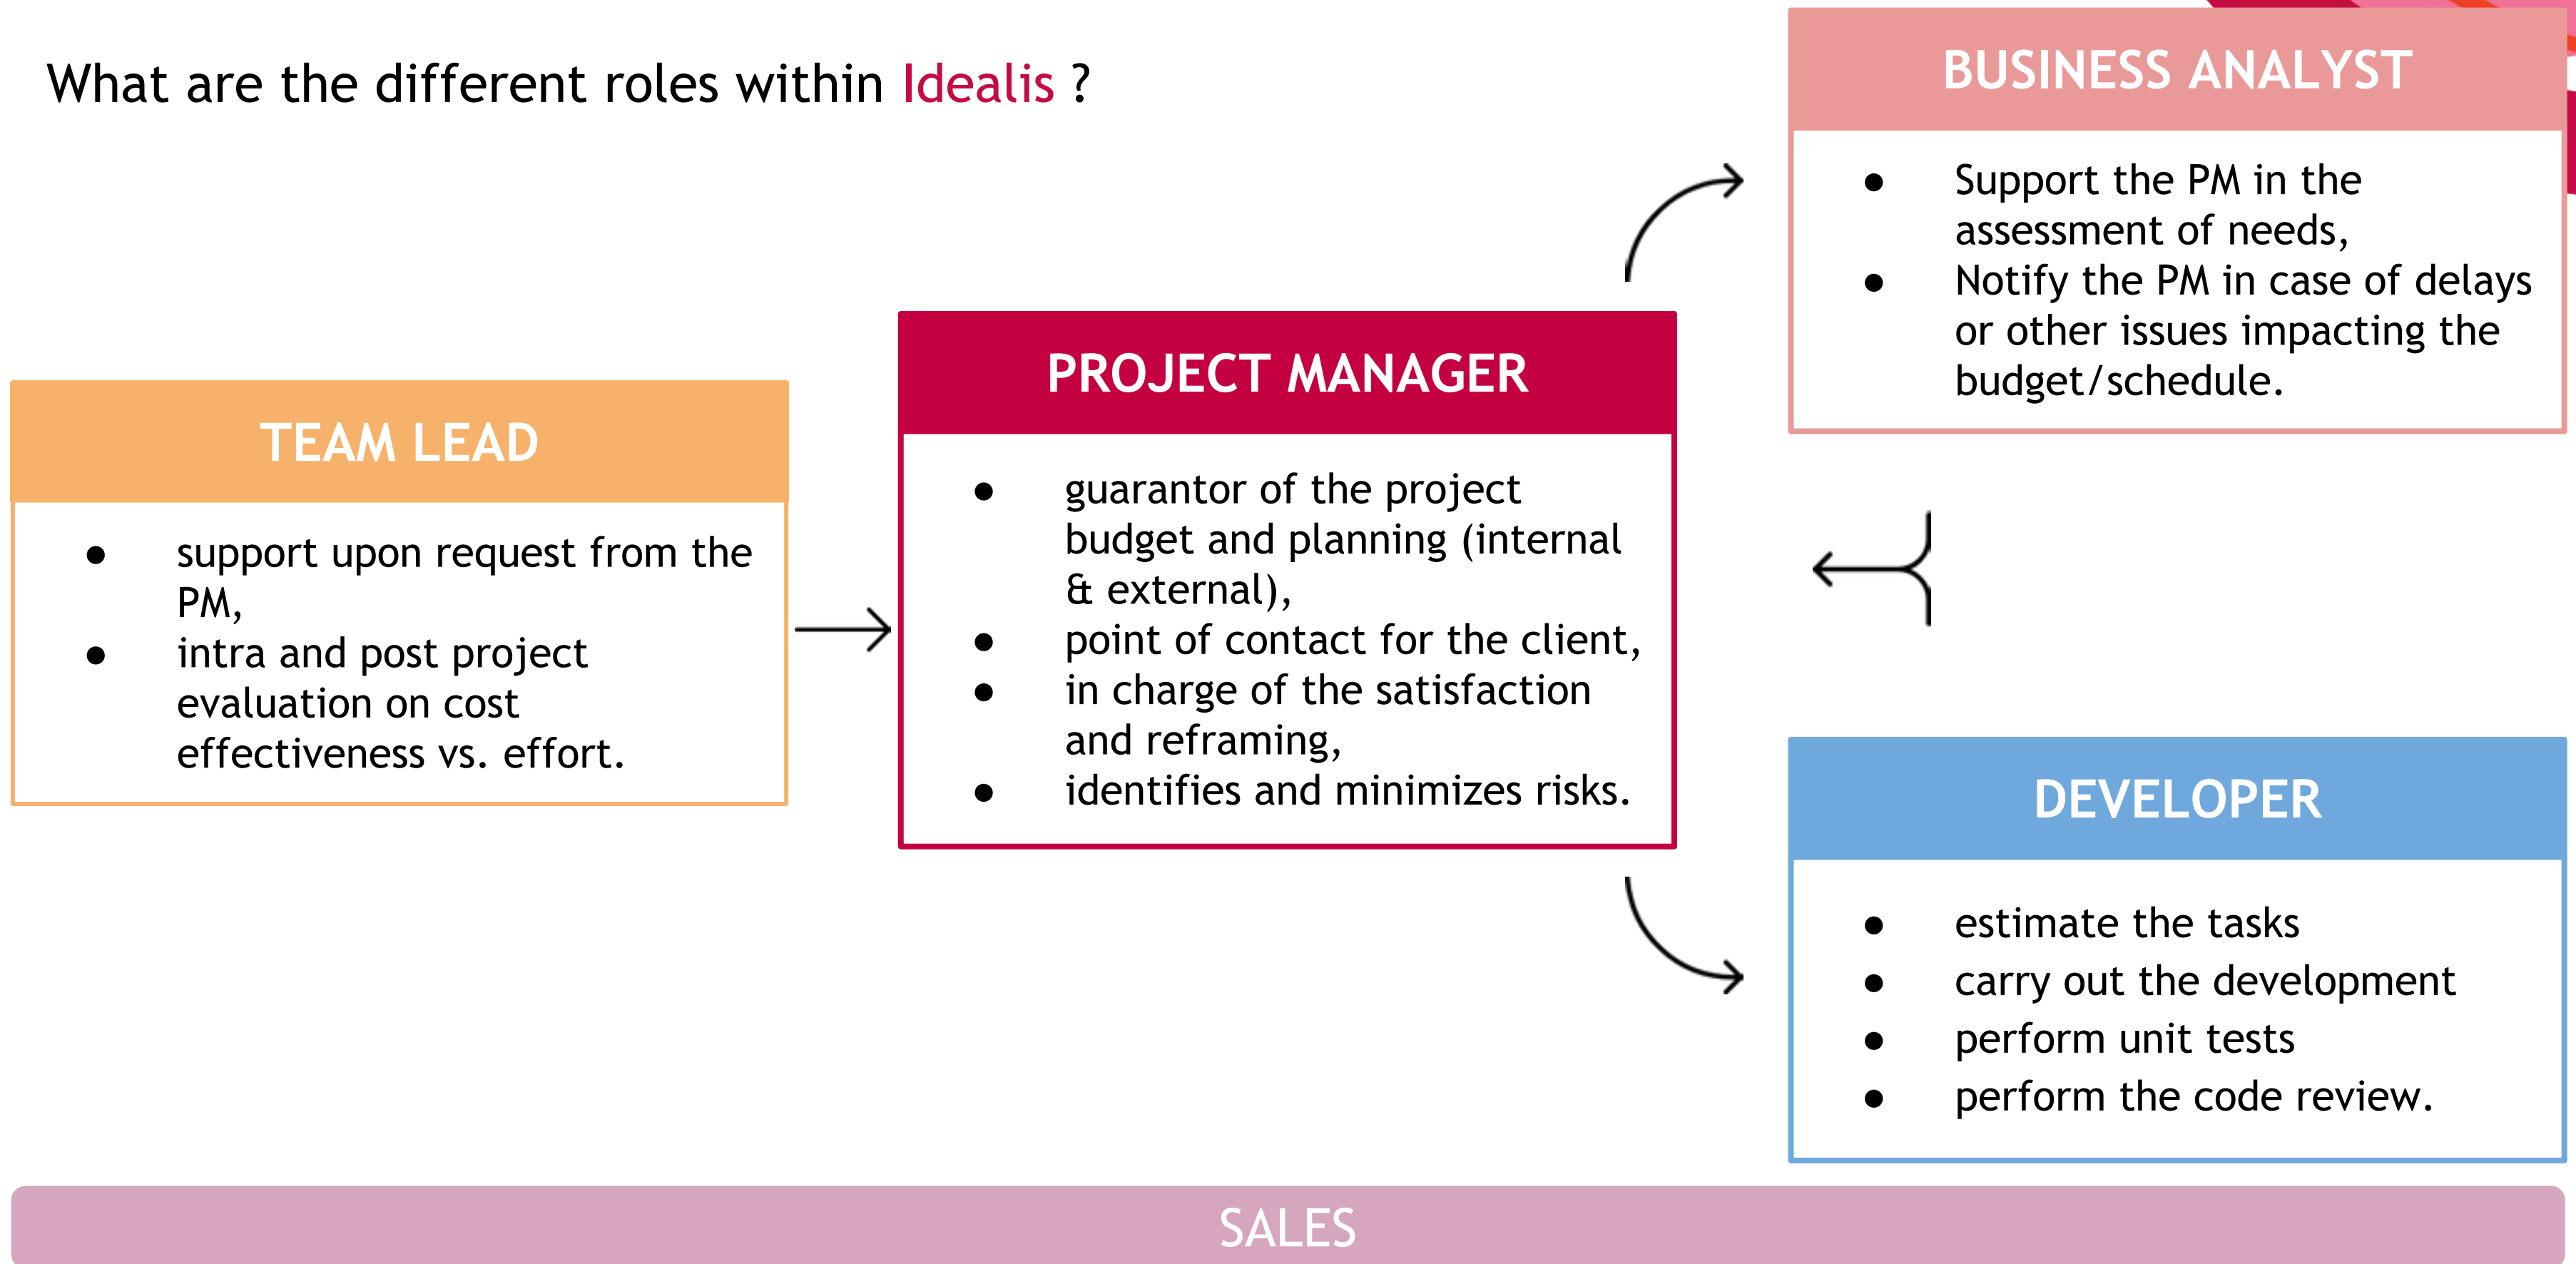 What are the different roles within Idealis ?
TEAM LEAD
● support upon request from the
PM,
● intra and post project
evaluation on cost
effectiveness vs. effort.
PROJECT MANAGER
● guarantor of the project
budget and planning (internal
& external),
● point of contact for the client,
● in charge of the satisfaction
and reframing,
● identifies and minimizes risks.
BUSINESS ANALYST
● Support the PM in the
assessment of needs,
● Notify the PM in case of delays
or other issues impacting the
budget/schedule.
DEVELOPER
● estimate the tasks
● carry out the development
● perform unit tests
● perform the code review.
SALES